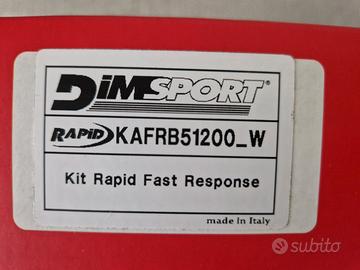 DiMSPORT®
RAPiD KAFRB51200_W
Kit Rapid Fast Response
made in Italy
subito